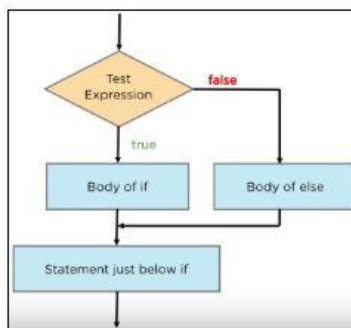 Test
Expression
false
true
Body of if
Body of else
Statement just below if